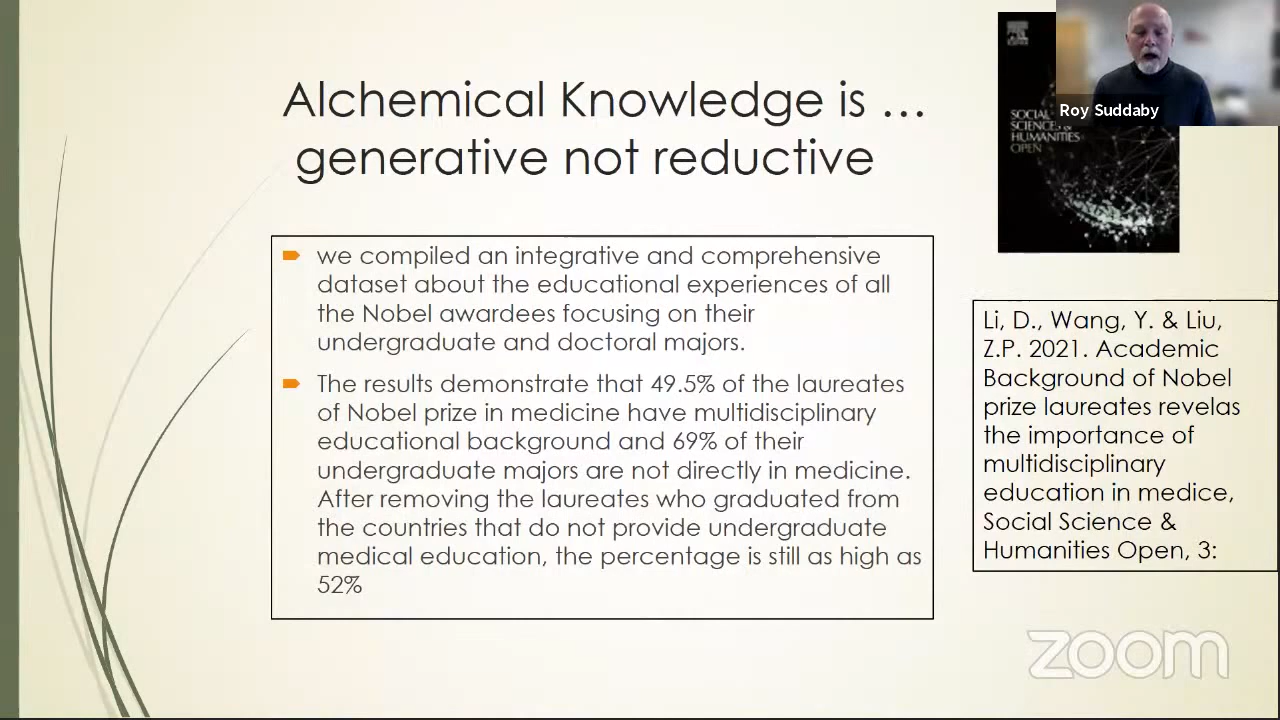 Alchemical Knowledge is …
generative not reductive
we compiled an integrative and comprehensive
dataset about the educational experiences of all
the Nobel awardees focusing on their
undergraduate and doctoral majors.
The results demonstrate that 49.5% of the laureates
of Nobel prize in medicine have multidisciplinary
educational background and 69% of their
undergraduate majors are not directly in medicine.
After removing the laureates who graduated from
the countries that do not provide undergraduate
medical education, the percentage is still as high as
52%
Roy Suddaby
SOCIAL
SCIENCES &
HUMANITIES
OPEN
Li, D., Wang, Y. & Liu,
Z.P. 2021. Academic
Background of Nobel
prize laureates revelas
the importance of
multidisciplinary
education in medice,
Social Science &
Humanities Open, 3:
zoom